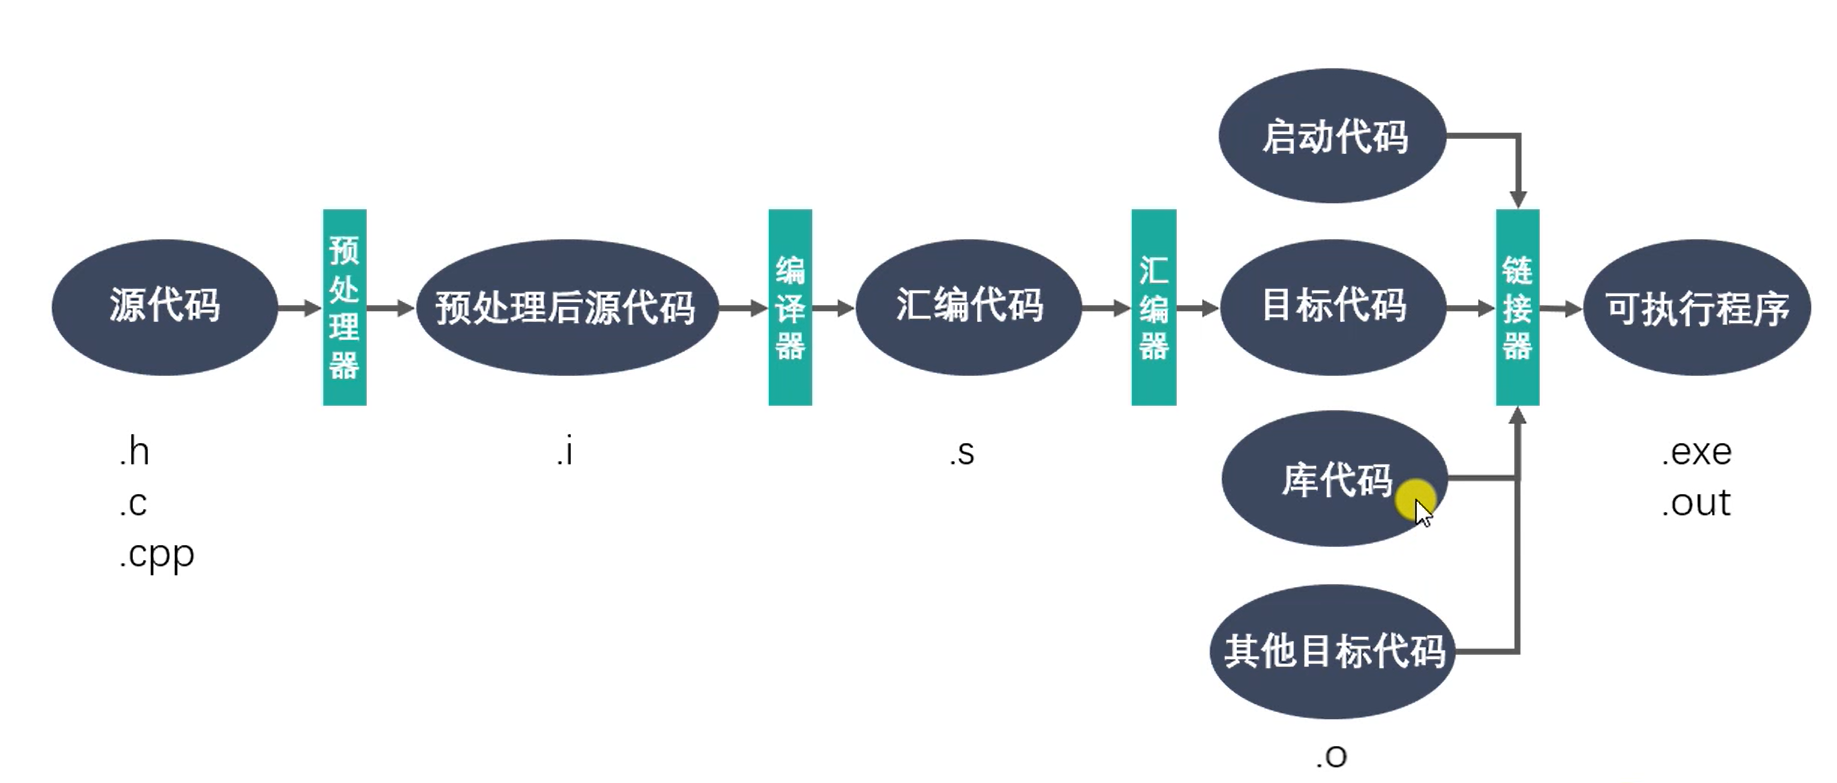 启动代码
源代码
预处理器
预处理后源代码
编译器
汇编代码
汇编器
目标代码
链接器
可执行程序
.h
.c
.cpp
.i
.s
库代码
.exe
.out
其他目标代码
.o